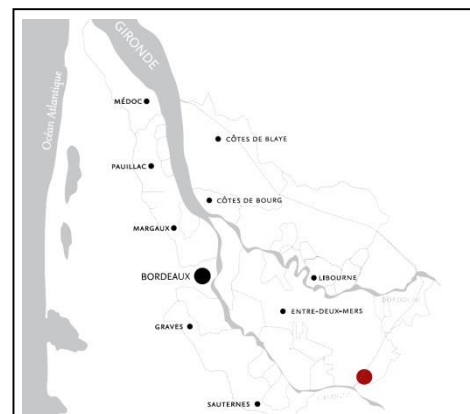 GIRONDE
Océan Atlantique
MÉDOC
CÔTES DE BLAYE
PAUILLAC
CÔTES DE BOURG
MARGAUX
BORDEAUX
LIBOURNE
ENTRE-DEUX-MERS
GRAVES
SAUTERNES